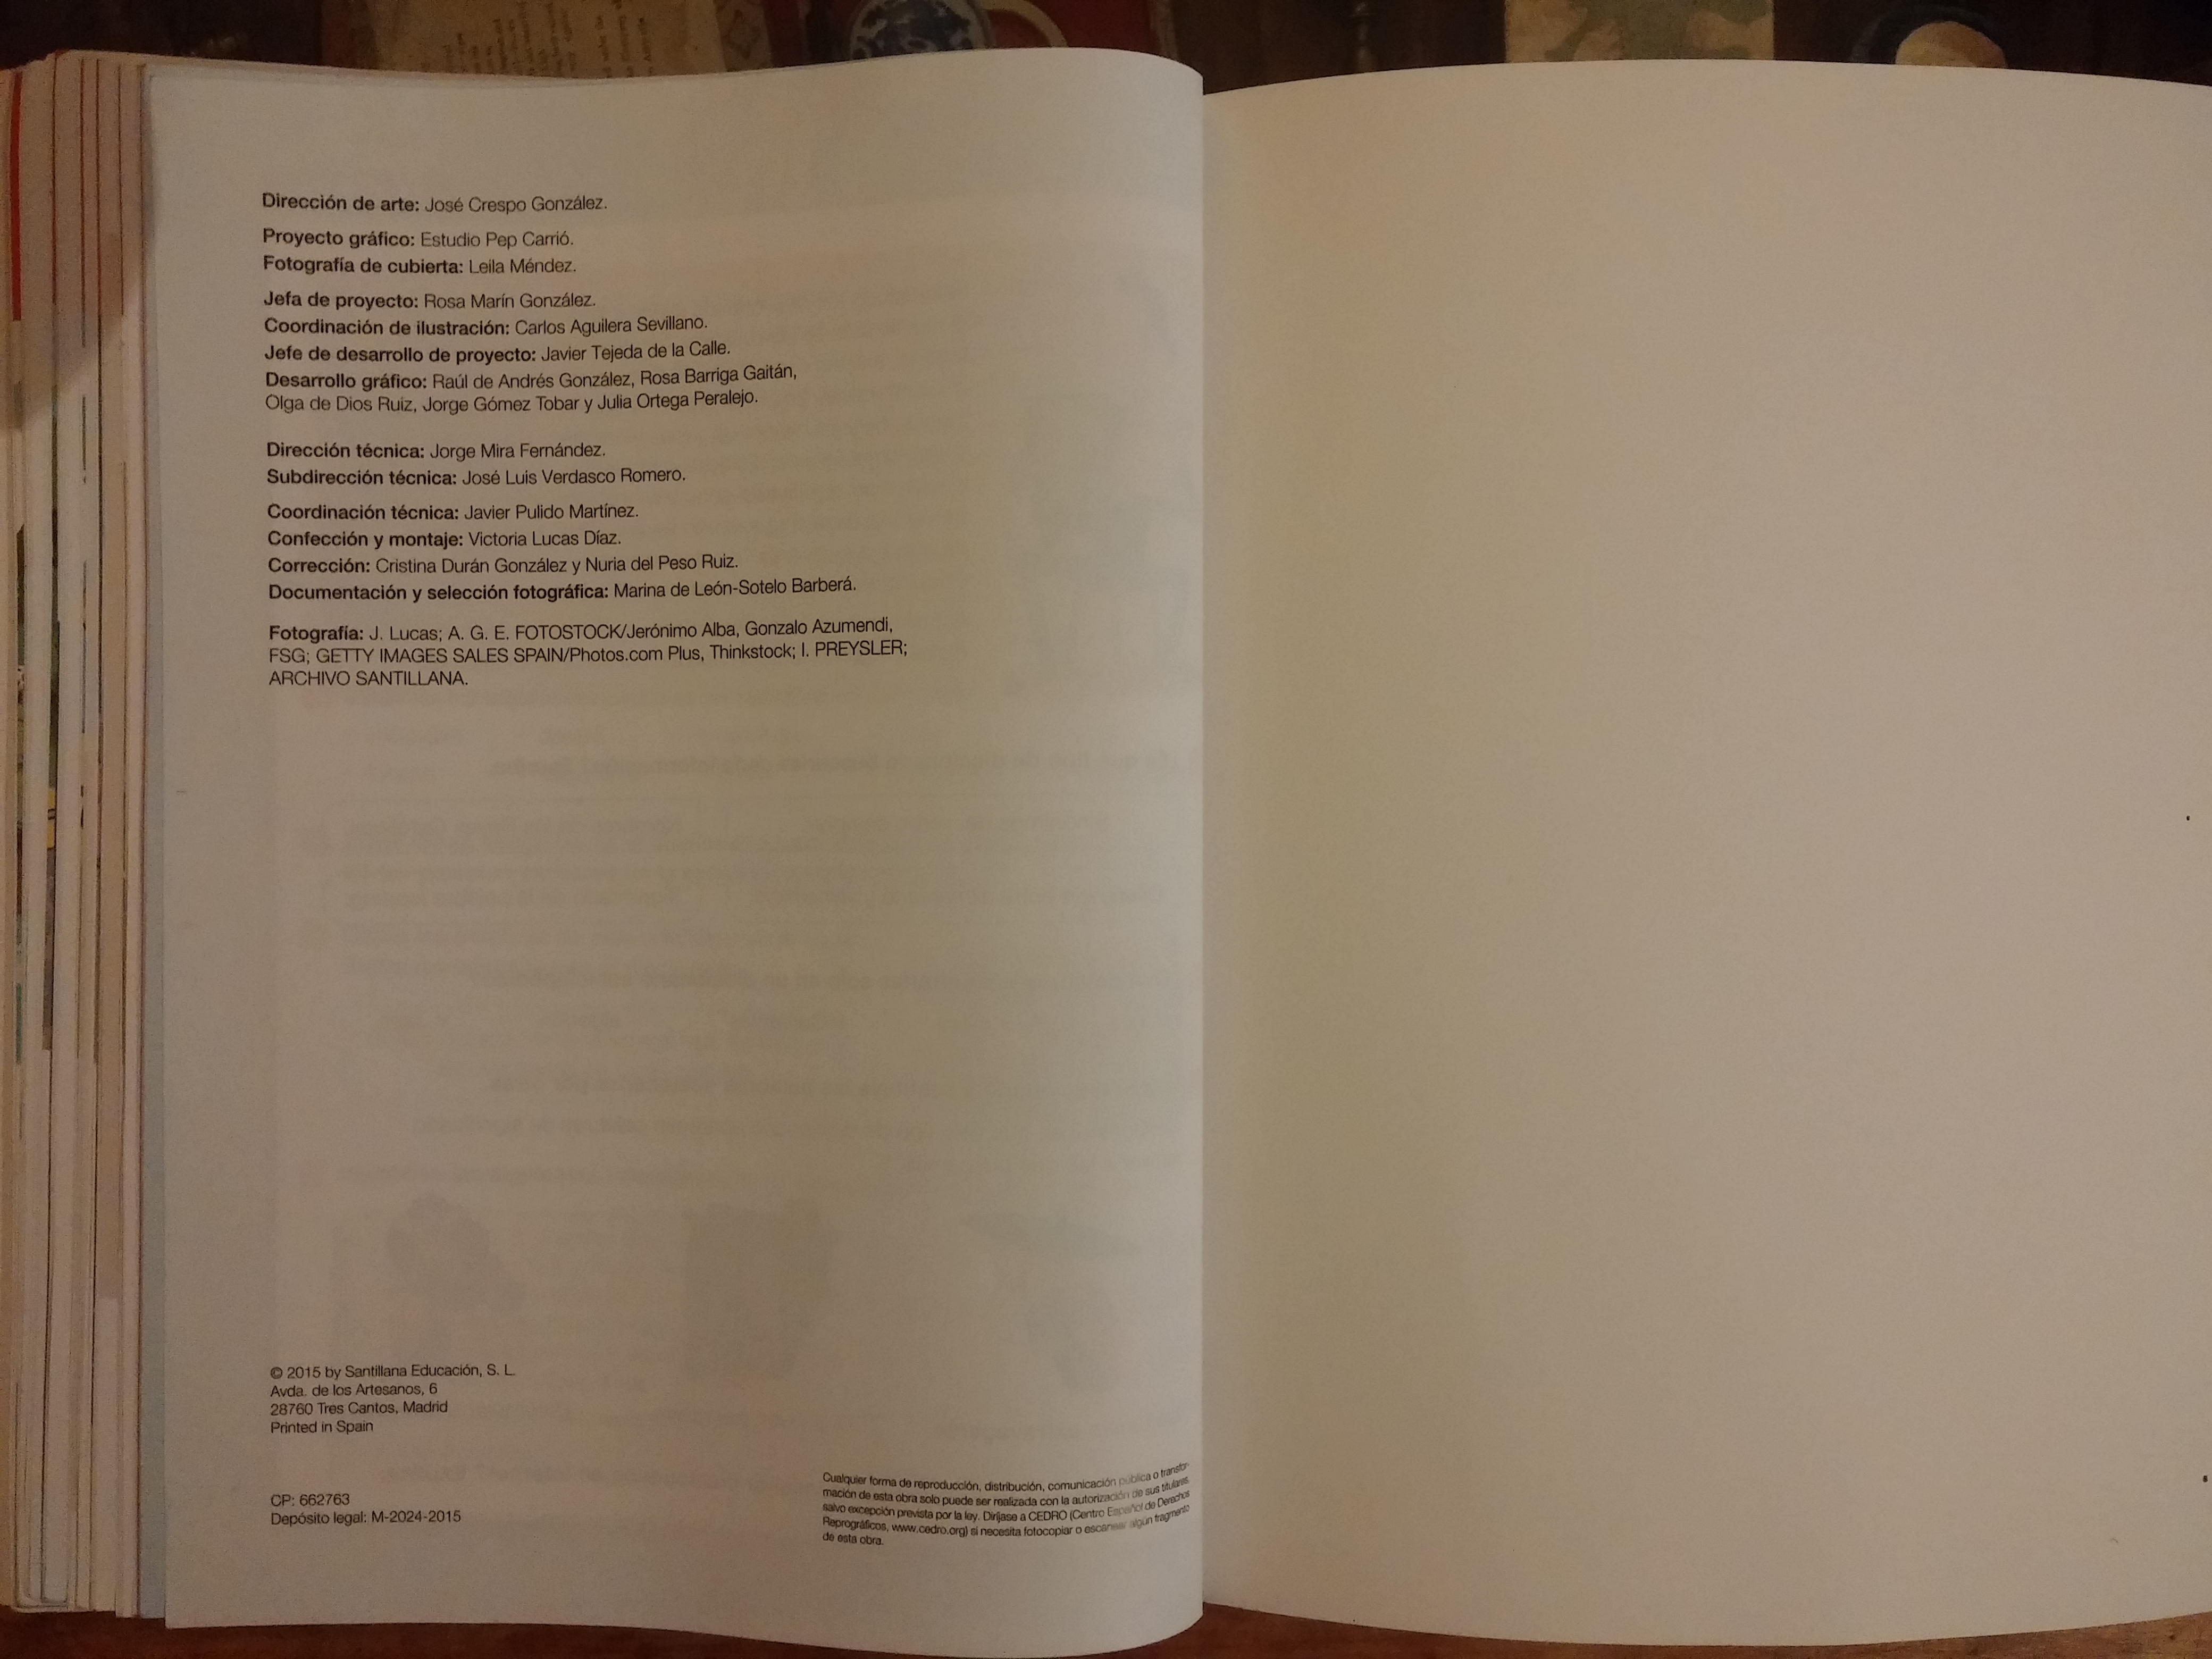 Dirección de arte: José Crespo González.
Proyecto gráfico: Estudio Pep Carrió.
Fotografía de cubierta: Leila Méndez.
Jefa de proyecto: Rosa Marín González.
Coordinación de ilustración: Carlos Aguilera Sevillano.
Jefe de desarrollo de proyecto: Javier Tejeda de la Calle.
Desarrollo gráfico: Raúl de Andrés González, Rosa Barriga Gaitán,
Olga de Dios Ruiz, Jorge Gómez Tobar y Julia Ortega Peralejo.
Dirección técnica: Jorge Mira Fernández.
Subdirección técnica: José Luis Verdasco Romero.
Coordinación técnica: Javier Pulido Martínez.
Confección y montaje: Victoria Lucas Díaz.
Corrección: Cristina Durán González y Nuria del Peso Ruiz.
Documentación y selección fotográfica: Marina de León-Sotelo Barberá.
Fotografía: J. Lucas; A. G. E. FOTOSTOCK/Jerónimo Alba, Gonzalo Azumendi,
FSG; GETTY IMAGES SALES SPAIN/Photos.com Plus, Thinkstock; I. PREYSLER;
ARCHIVO SANTILLANA.
© 2015 by Santillana Educación, S. L.
Avda. de los Artesanos, 6
28760 Tres Cantos, Madrid
Printed in Spain
CP: 662763
Depósito legal: M-2024-2015
Cualquier forma de reproducción, distribución, comunicación pública o transfor-
mación de esta obra solo puede ser realizada con la autorización de sus titulares,
salvo excepción prevista por la ley. Diríjase a CEDRO (Centro Español de Derechos
Reprográficos, www.cedro.org) si necesita fotocopiar o escanear algún fragmento
de esta obra.